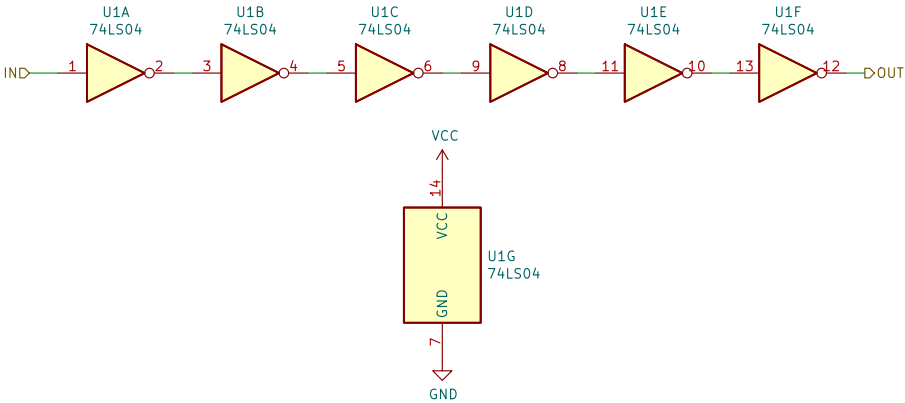 U1A U1B U1C U1D U1E U1F
74LS04 74LS04 74LS04 74LS04 74LS04 74LS04
IN 1 2 3 4 5 6 9 8 11 10 13 12 OUT
VCC
14
VCC
U1G
74LS04
GND
7
GND